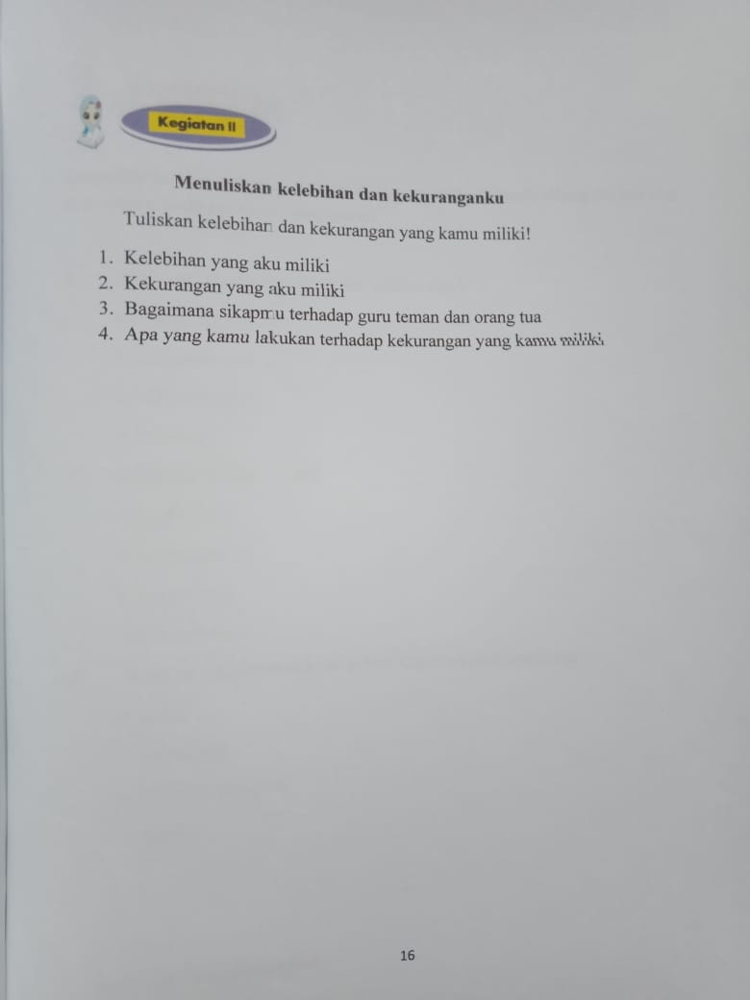 Kegiatan II
Menuliskan kelebihan dan kekuranganku
Tuliskan kelebihan dan kekurangan yang kamu miliki!
1. Kelebihan yang aku miliki
2. Kekurangan yang aku miliki
3. Bagaimana sikapmu terhadap guru teman dan orang tua
4. Apa yang kamu lakukan terhadap kekurangan yang kamu miliki
16